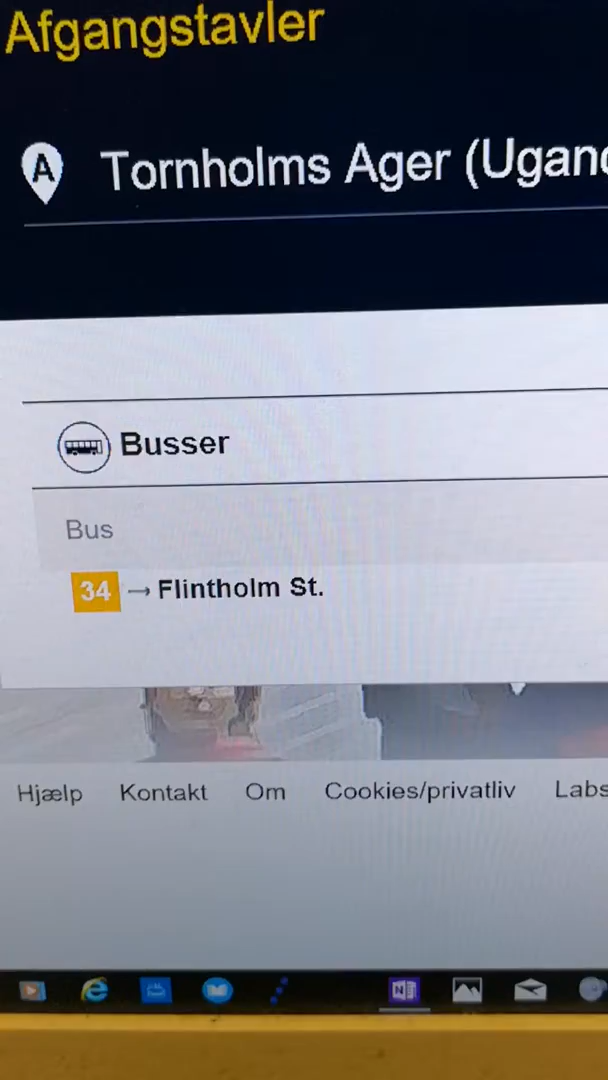 Afgangstavler
A Tornholms Ager (Ugan
Busser
Bus
34 → Flintholm St.
Hjælp Kontakt Om Cookies/privatliv Labs